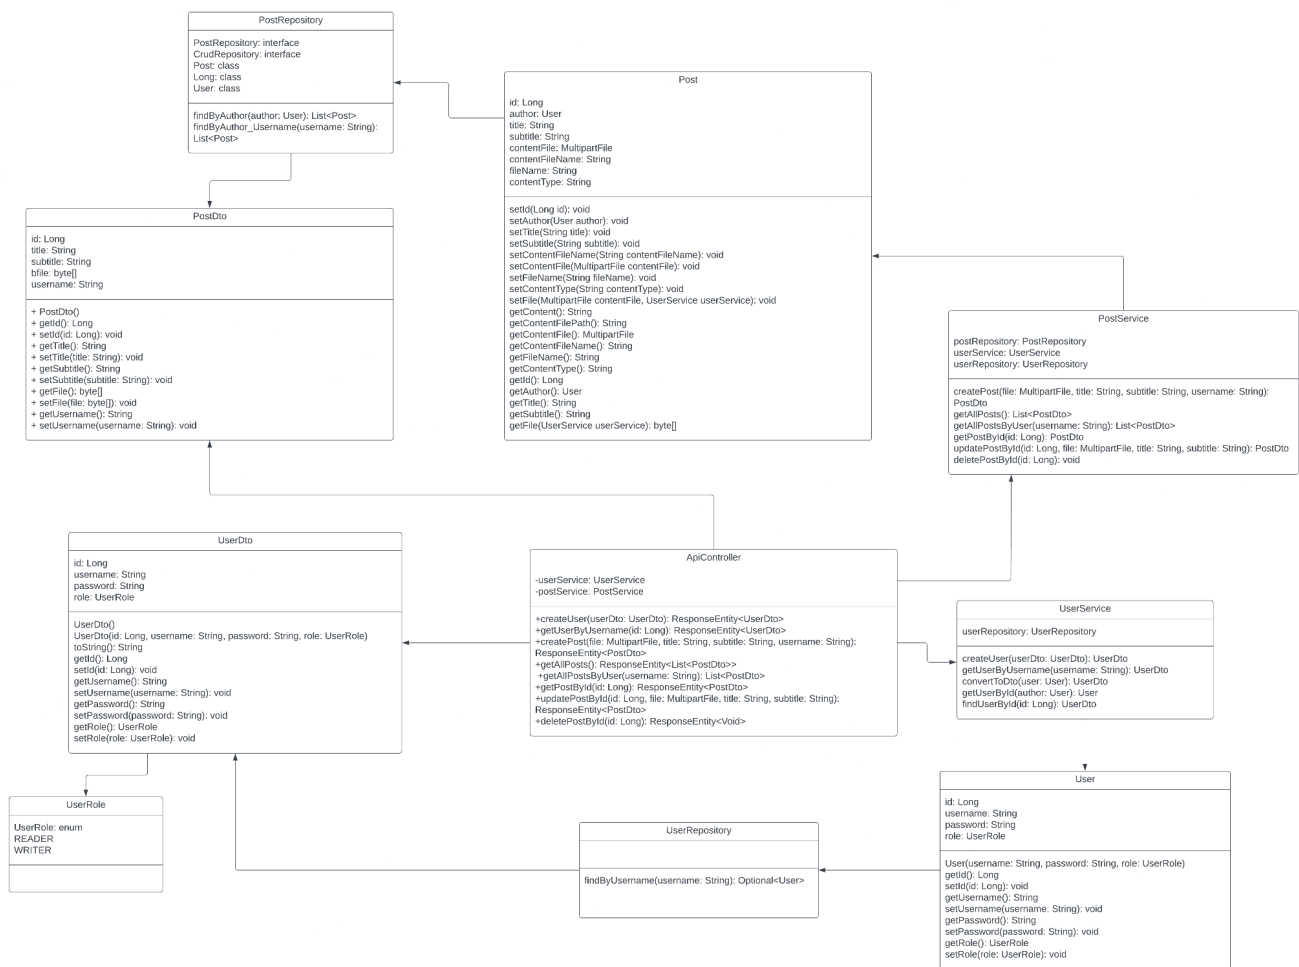 PostRepository
PostRepository: interface
CrudRepository: interface
Post: class
Long: class
User: class
findByAuthor(author: User): List<Post>
findByAuthor_Username(username: String):
List<Post>
Post
id: Long
author: User
title: String
subtitle: String
contentFile: MultipartFile
contentFileName: String
fileName: String
contentType: String
setId(Long id): void
setAuthor(User author): void
setTitle(String title): void
setSubtitle(String subtitle): void
setContentFileName(String contentFileName): void
setContentFile(MultipartFile contentFile): void
setFileName(String fileName): void
setContentType(String contentType): void
setFile(MultipartFile contentFile, UserService userService): void
getContent(): String
getContentFilePath(): String
getContentFile(): MultipartFile
getContentFileName(): String
getFileName(): String
getContentType(): String
getId(): Long
getAuthor(): User
getTitle(): String
getSubtitle(): String
getFile(UserService userService): byte[]
PostDto
id: Long
title: String
subtitle: String
bfile: byte[]
username: String
+ PostDto()
+ getId(): Long
+ setId(id: Long): void
+ getTitle(): String
+ setTitle(title: String): void
+ getSubtitle(): String
+ setSubtitle(subtitle: String): void
+ getFile(): byte[]
+ setFile(file: byte[]): void
+ getUsername(): String
+ setUsername(username: String): void
PostService
postRepository: PostRepository
userService: UserService
userRepository: UserRepository
createPost(file: MultipartFile, title: String, subtitle: String, username: String):
PostDto
getAllPosts(): List<PostDto>
getAllPostsByUser(username: String): List<PostDto>
getPostById(id: Long): PostDto
updatePostById(id: Long, file: MultipartFile, title: String, subtitle: String): PostDto
deletePostById(id: Long): void
UserDto
id: Long
username: String
password: String
role: UserRole
UserDto()
UserDto(id: Long, username: String, password: String, role: UserRole)
toString(): String
getId(): Long
setId(id: Long): void
getUsername(): String
setUsername(username: String): void
getPassword(): String
setPassword(password: String): void
getRole(): UserRole
setRole(role: UserRole): void
ApiController
-userService: UserService
-postService: PostService
+createUser(userDto: UserDto): ResponseEntity<UserDto>
+getUserByUsername(id: Long): ResponseEntity<UserDto>
+createPost(file: MultipartFile, title: String, subtitle: String, username: String):
ResponseEntity<PostDto>
+getAllPosts(): ResponseEntity<List<PostDto>>
+getAllPostsByUser(username: String): List<PostDto>
+getPostById(id: Long): ResponseEntity<PostDto>
+updatePostById(id: Long, file: MultipartFile, title: String, subtitle: String):
ResponseEntity<PostDto>
+deletePostById(id: Long): ResponseEntity<Void>
UserService
userRepository: UserRepository
createUser(userDto: UserDto): UserDto
getUserByUsername(username: String): UserDto
convertToDto(user: User): UserDto
getUserById(author: User): User
findUserById(id: Long): UserDto
UserRole
UserRole: enum
READER
WRITER
UserRepository
findByUsername(username: String): Optional<User>
User
id: Long
username: String
password: String
role: UserRole
User(username: String, password: String, role: UserRole)
getId(): Long
setId(id: Long): void
getUsername(): String
setUsername(username: String): void
getPassword(): String
setPassword(password: String): void
getRole(): UserRole
setRole(role: UserRole): void